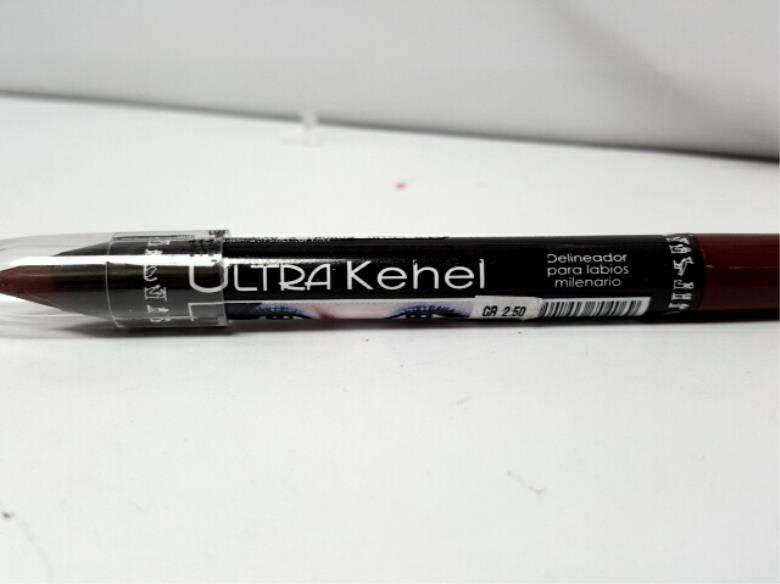 ULTRA Kehel
Delineador
para labios
milenario
GR 2.50